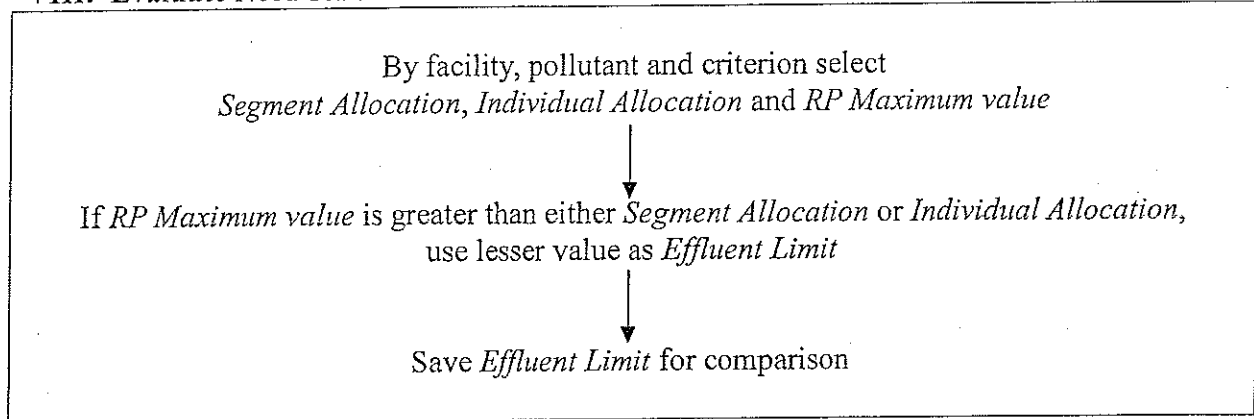 By facility, pollutant and criterion select
Segment Allocation, Individual Allocation and RP Maximum value
If RP Maximum value is greater than either Segment Allocation or Individual Allocation,
use lesser value as Effluent Limit
Save Effluent Limit for comparison